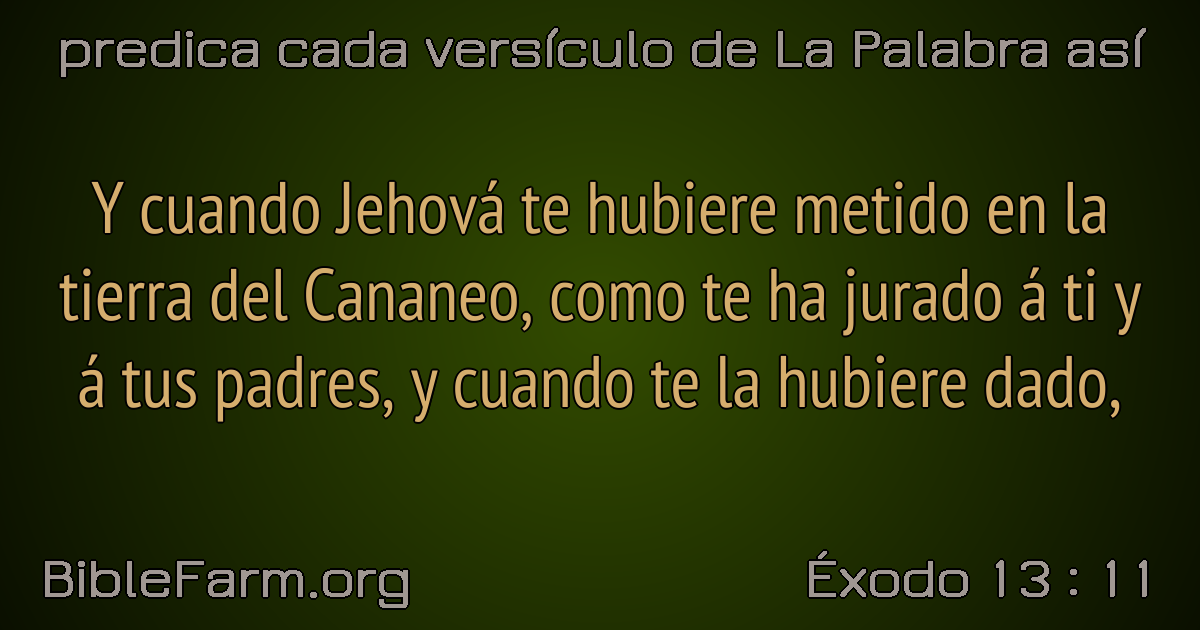 predica cada versículo de La Palabra así
Y cuando Jehová te hubiere metido en la
tierra del Cananeo, como te ha jurado á ti y
á tus padres, y cuando te la hubiere dado,
BibleFarm.org
Éxodo 13 : 11